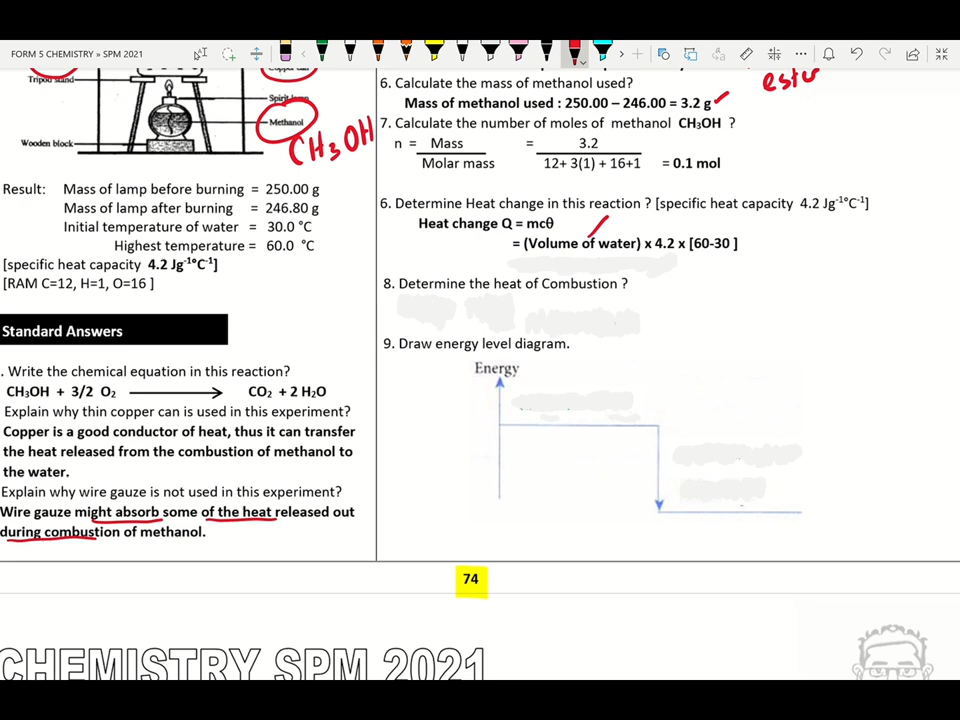 FORM 5 CHEMISTRY » SPM 2021
Tripod stand
Copper can
Spirit lamp
Methanol
Wooden block
CH3OH
Result: Mass of lamp before burning = 250.00 g
Mass of lamp after burning = 246.80 g
Initial temperature of water = 30.0 °C
Highest temperature = 60.0 °C
[specific heat capacity 4.2 Jg⁻¹°C⁻¹]
[RAM C=12, H=1, O=16 ]
Standard Answers
. Write the chemical equation in this reaction?
CH₃OH + 3/2 O₂ ⟶ CO₂ + 2 H₂O
Explain why thin copper can is used in this experiment?
Copper is a good conductor of heat, thus it can transfer
the heat released from the combustion of methanol to
the water.
Explain why wire gauze is not used in this experiment?
Wire gauze might absorb some of the heat released out
during combustion of methanol.
6. Calculate the mass of methanol used?
ester
Mass of methanol used : 250.00 – 246.00 = 3.2 g
7. Calculate the number of moles of methanol CH₃OH ?
n = Mass = 3.2
Molar mass 12+ 3(1) + 16+1 = 0.1 mol
6. Determine Heat change in this reaction ? [specific heat capacity 4.2 Jg⁻¹°C⁻¹]
Heat change Q = mcθ
= (Volume of water) x 4.2 x [60-30 ]
8. Determine the heat of Combustion ?
9. Draw energy level diagram.
Energy
74
CHEMISTRY SPM 2021